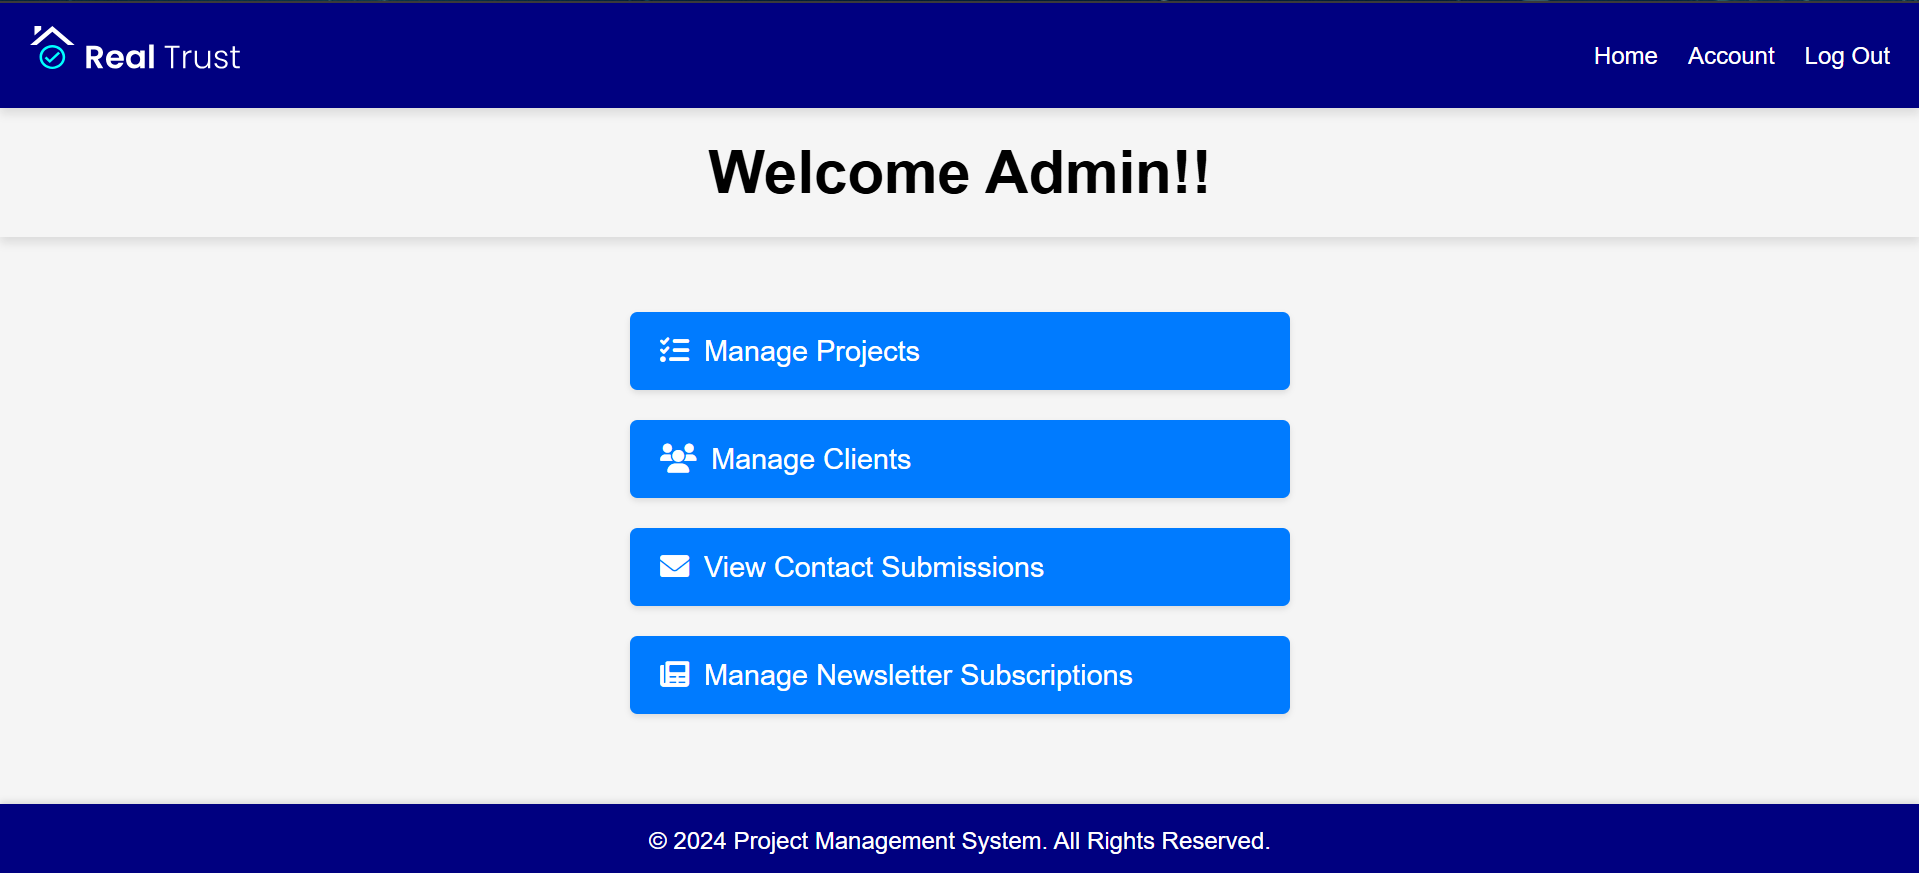 Real Trust
Home Account Log Out
Welcome Admin!!
Manage Projects
Manage Clients
View Contact Submissions
Manage Newsletter Subscriptions
© 2024 Project Management System. All Rights Reserved.